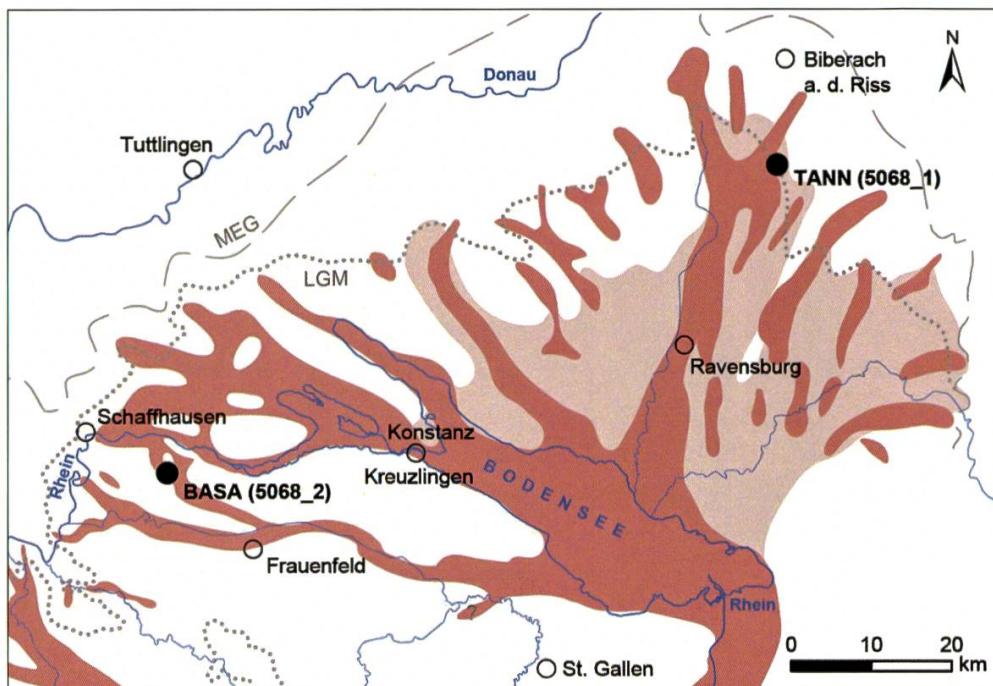 N
Biberach
a. d. Riss
Donau
Tuttlingen
TANN (5068_1)
MEG
LGM
Ravensburg
Schaffhausen
Konstanz
Kreuzlingen
Rhein
BASA (5068_2)
BODENSEE
Frauenfeld
Rhein
St. Gallen
0 10 20
km